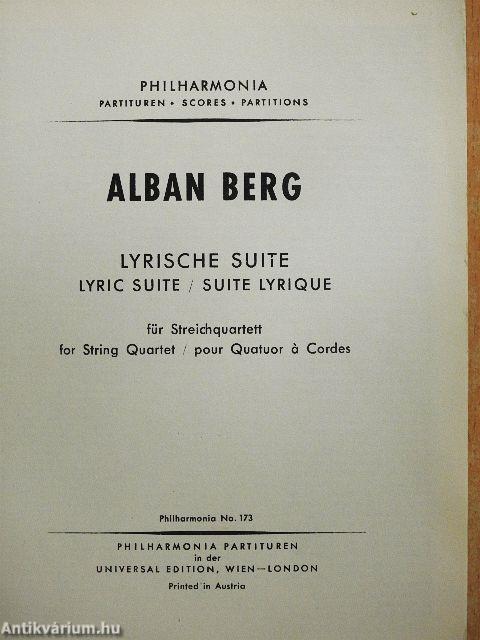 PHILHARMONIA
PARTITUREN • SCORES • PARTITIONS
ALBAN BERG
LYRISCHE SUITE
LYRIC SUITE / SUITE LYRIQUE
für Streichquartett
for String Quartet / pour Quatuor à Cordes
Philharmonia No. 173
PHILHARMONIA PARTITUREN
in der
UNIVERSAL EDITION, WIEN—LONDON
Printed in Austria
Antikvárium.hu